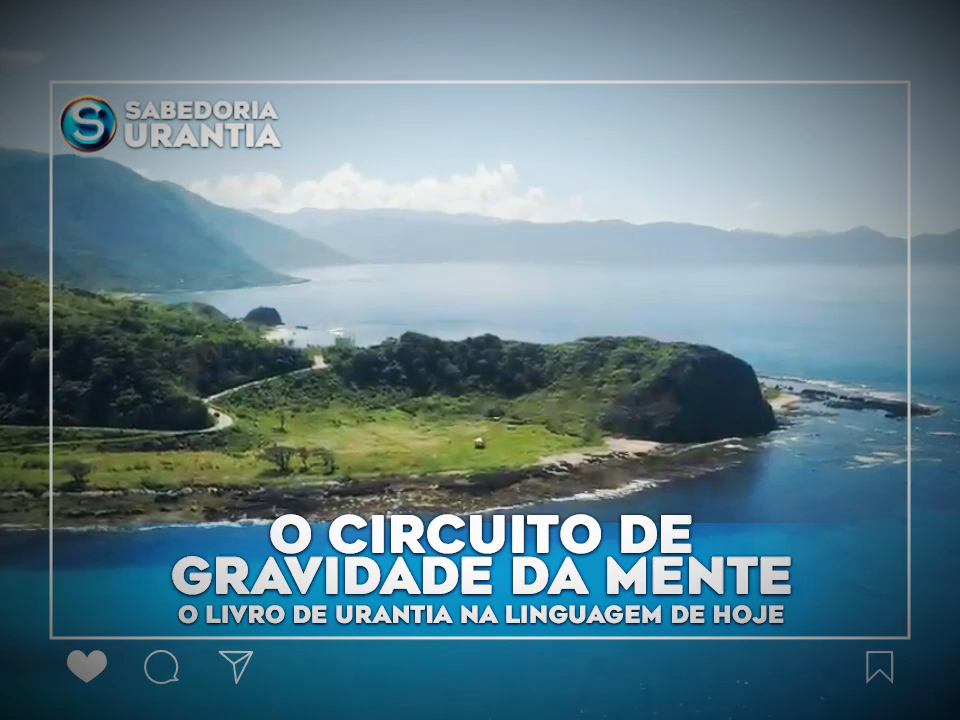 SABEDORIA
URANTIA
O CIRCUITO DE
GRAVIDADE DA MENTE
O LIVRO DE URANTIA NA LINGUAGEM DE HOJE